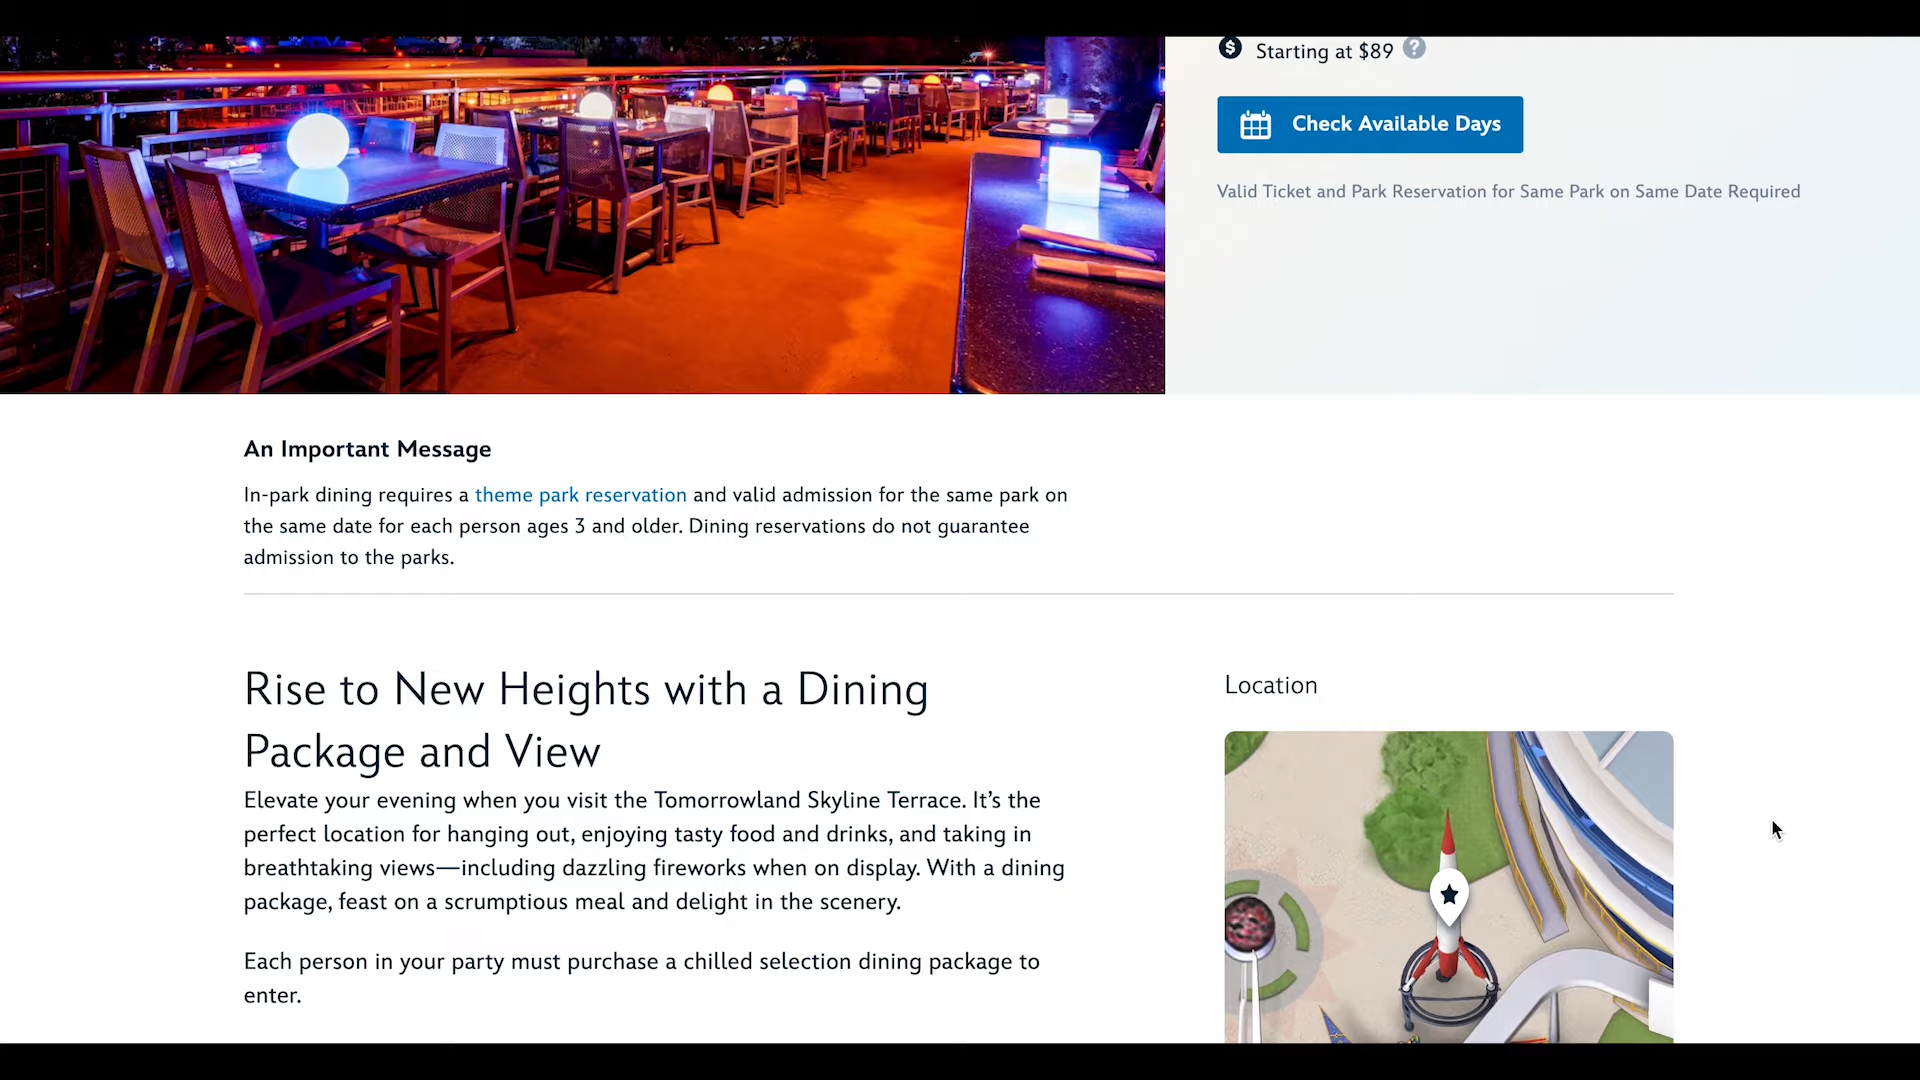 Starting at $89 ?
Check Available Days
Valid Ticket and Park Reservation for Same Park on Same Date Required
An Important Message
In-park dining requires a theme park reservation and valid admission for the same park on
the same date for each person ages 3 and older. Dining reservations do not guarantee
admission to the parks.
Rise to New Heights with a Dining
Package and View
Elevate your evening when you visit the Tomorrowland Skyline Terrace. It’s the
perfect location for hanging out, enjoying tasty food and drinks, and taking in
breathtaking views—including dazzling fireworks when on display. With a dining
package, feast on a scrumptious meal and delight in the scenery.
Each person in your party must purchase a chilled selection dining package to
enter.
Location